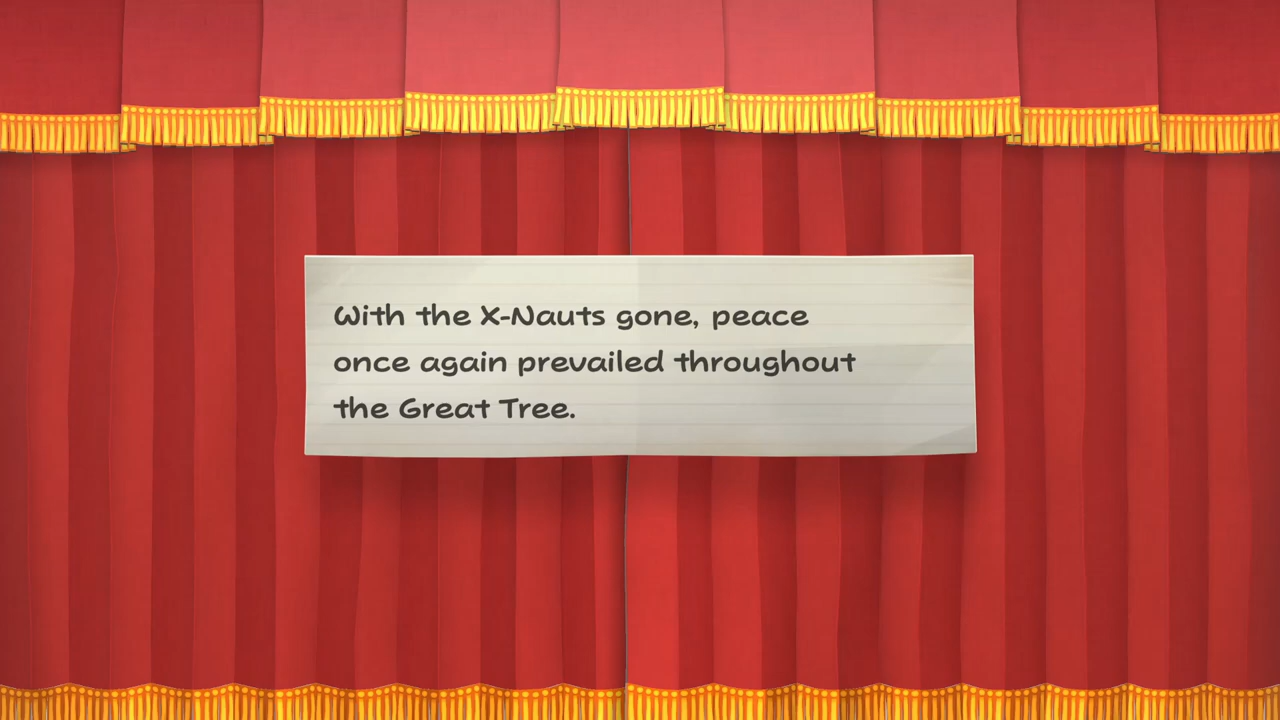 With the X-Nauts gone, peace
once again prevailed throughout
the Great Tree.